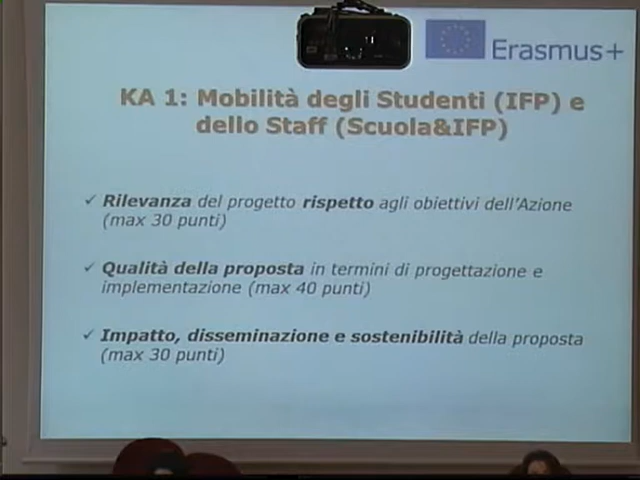 Erasmus+
KA 1: Mobilità degli Studenti (IFP) e
dello Staff (Scuola&IFP)
✓ Rilevanza del progetto rispetto agli obiettivi dell'Azione
(max 30 punti)
✓ Qualità della proposta in termini di progettazione e
implementazione (max 40 punti)
✓ Impatto, disseminazione e sostenibilità della proposta
(max 30 punti)